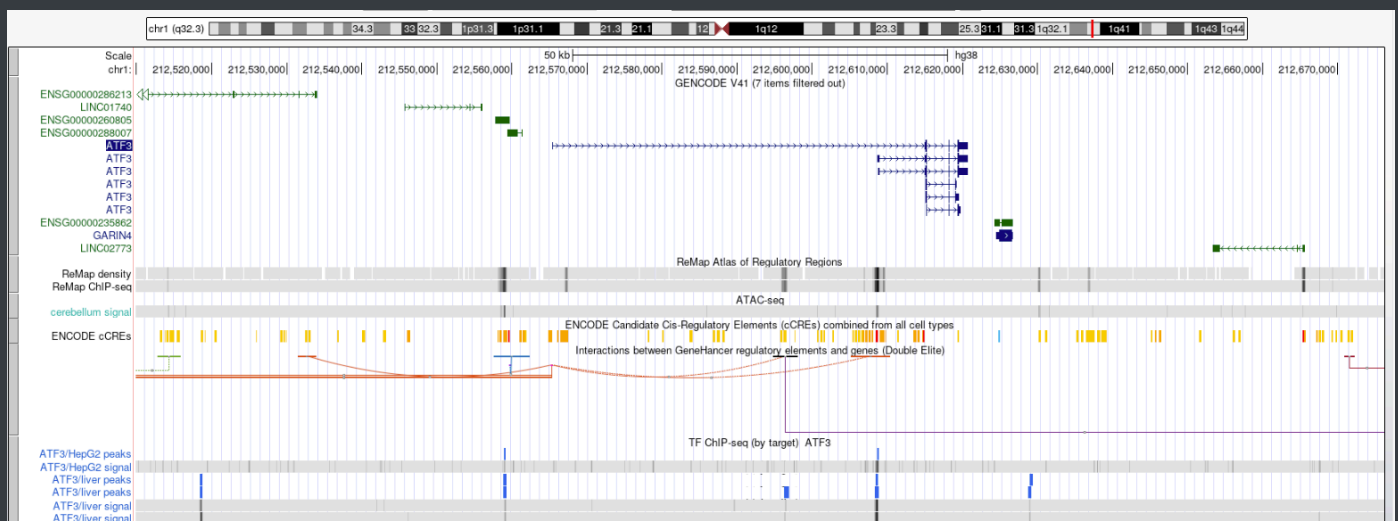 chr1 (q32.3) 34.3 33 32.3 1p31.3 1p31.1 21.3 21.1 12 1q12 23.3 25.3 31.1 31.3 1q32.1 1q41 1q43 1q44
Scale 50 kb hg38
chr1: 212,520,000 212,530,000 212,540,000 212,550,000 212,560,000 212,570,000 212,580,000 212,590,000 212,600,000 212,610,000 212,620,000 212,630,000 212,640,000 212,650,000 212,660,000 212,670,000
GENCODE V41 (7 items filtered out)
ENSG00000286213
LINC01740
ENSG00000260805
ENSG00000288007
ATF3
ATF3
ATF3
ATF3
ATF3
ATF3
ENSG00000235862
GARIN4
LINC02773
ReMap Atlas of Regulatory Regions
ReMap density
ReMap ChIP-seq
ATAC-seq
cerebellum signal
ENCODE Candidate Cis-Regulatory Elements (cCREs) combined from all cell types
ENCODE cCREs
Interactions between GeneHancer regulatory elements and genes (Double Elite)
TF ChIP-seq (by target) ATF3
ATF3/HepG2 peaks
ATF3/HepG2 signal
ATF3/liver peaks
ATF3/liver peaks
ATF3/liver signal
ATF3/liver signal